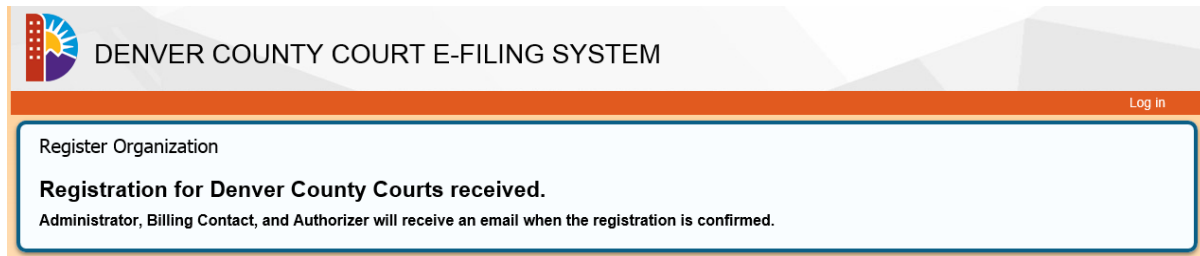 DENVER COUNTY COURT E-FILING SYSTEM
Log in
Register Organization
Registration for Denver County Courts received.
Administrator, Billing Contact, and Authorizer will receive an email when the registration is confirmed.